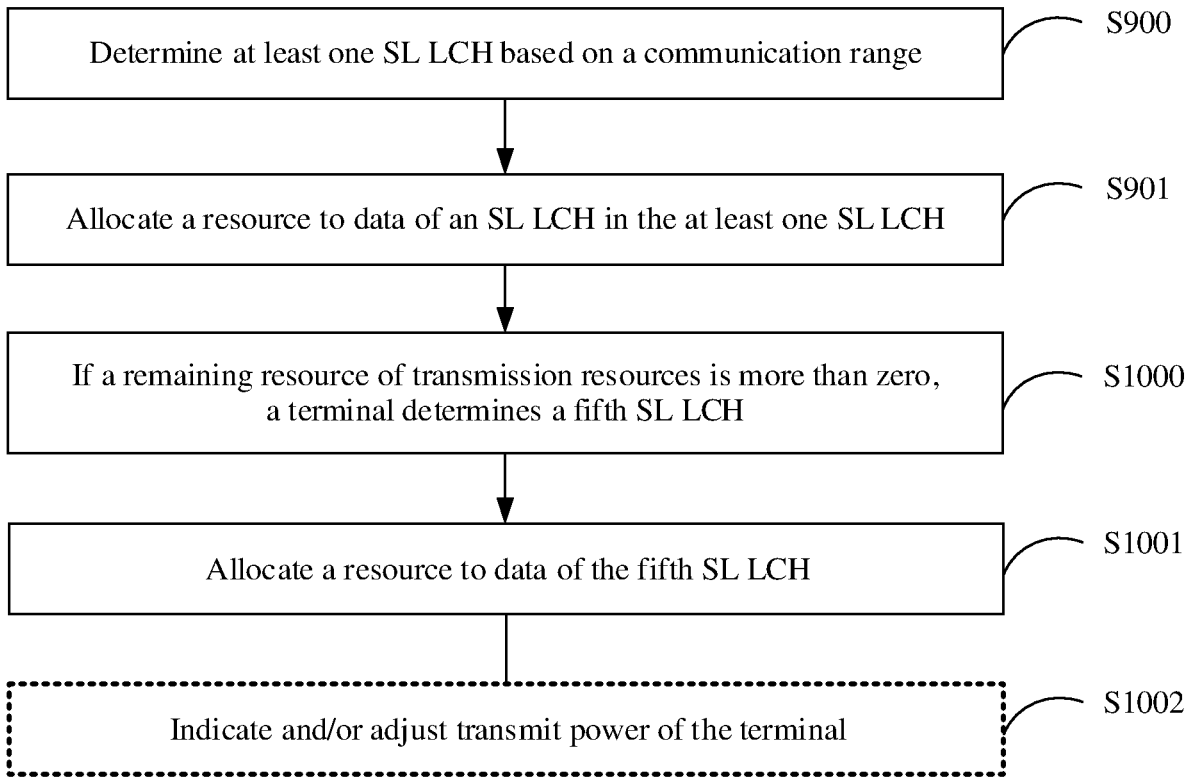 Determine at least one SL LCH based on a communication range
S900
Allocate a resource to data of an SL LCH in the at least one SL LCH
S901
If a remaining resource of transmission resources is more than zero,
a terminal determines a fifth SL LCH
S1000
Allocate a resource to data of the fifth SL LCH
S1001
Indicate and/or adjust transmit power of the terminal
S1002